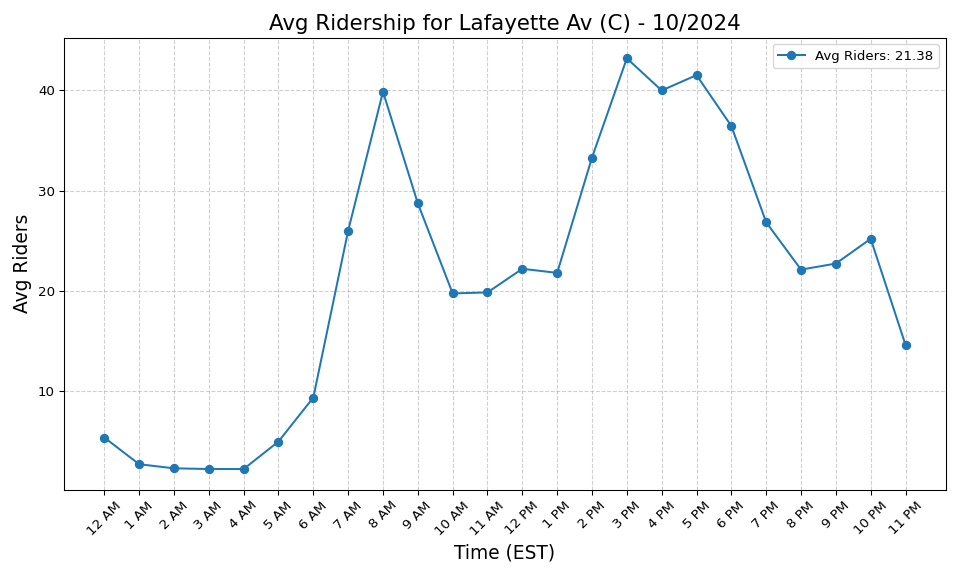 Avg Ridership for Lafayette Av (C) - 10/2024
Avg Riders: 21.38
Avg Riders
40
30
20
10
12 AM
1 AM
2 AM
3 AM
4 AM
5 AM
6 AM
7 AM
8 AM
9 AM
10 AM
11 AM
12 PM
1 PM
2 PM
3 PM
4 PM
5 PM
6 PM
7 PM
8 PM
9 PM
10 PM
11 PM
Time (EST)